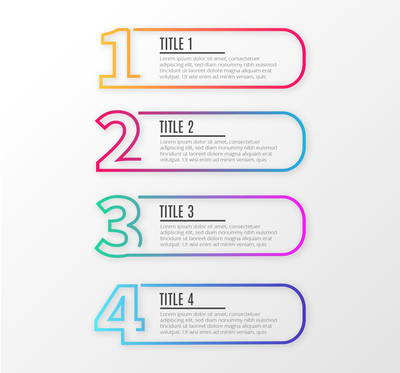 1
TITLE 1
Lorem ipsum dolor sit amet, consectetuer
adipiscing elit, sed diam nonummy nibh euismod
tincidunt ut laoreet dolore magna aliquam erat
volutpat. Ut wisi enim ad minim veniam, quis
2
TITLE 2
Lorem ipsum dolor sit amet, consectetuer
adipiscing elit, sed diam nonummy nibh euismod
tincidunt ut laoreet dolore magna aliquam erat
volutpat. Ut wisi enim ad minim veniam, quis
3
TITLE 3
Lorem ipsum dolor sit amet, consectetuer
adipiscing elit, sed diam nonummy nibh euismod
tincidunt ut laoreet dolore magna aliquam erat
volutpat. Ut wisi enim ad minim veniam, quis
4
TITLE 4
Lorem ipsum dolor sit amet, consectetuer
adipiscing elit, sed diam nonummy nibh euismod
tincidunt ut laoreet dolore magna aliquam erat
volutpat. Ut wisi enim ad minim veniam, quis